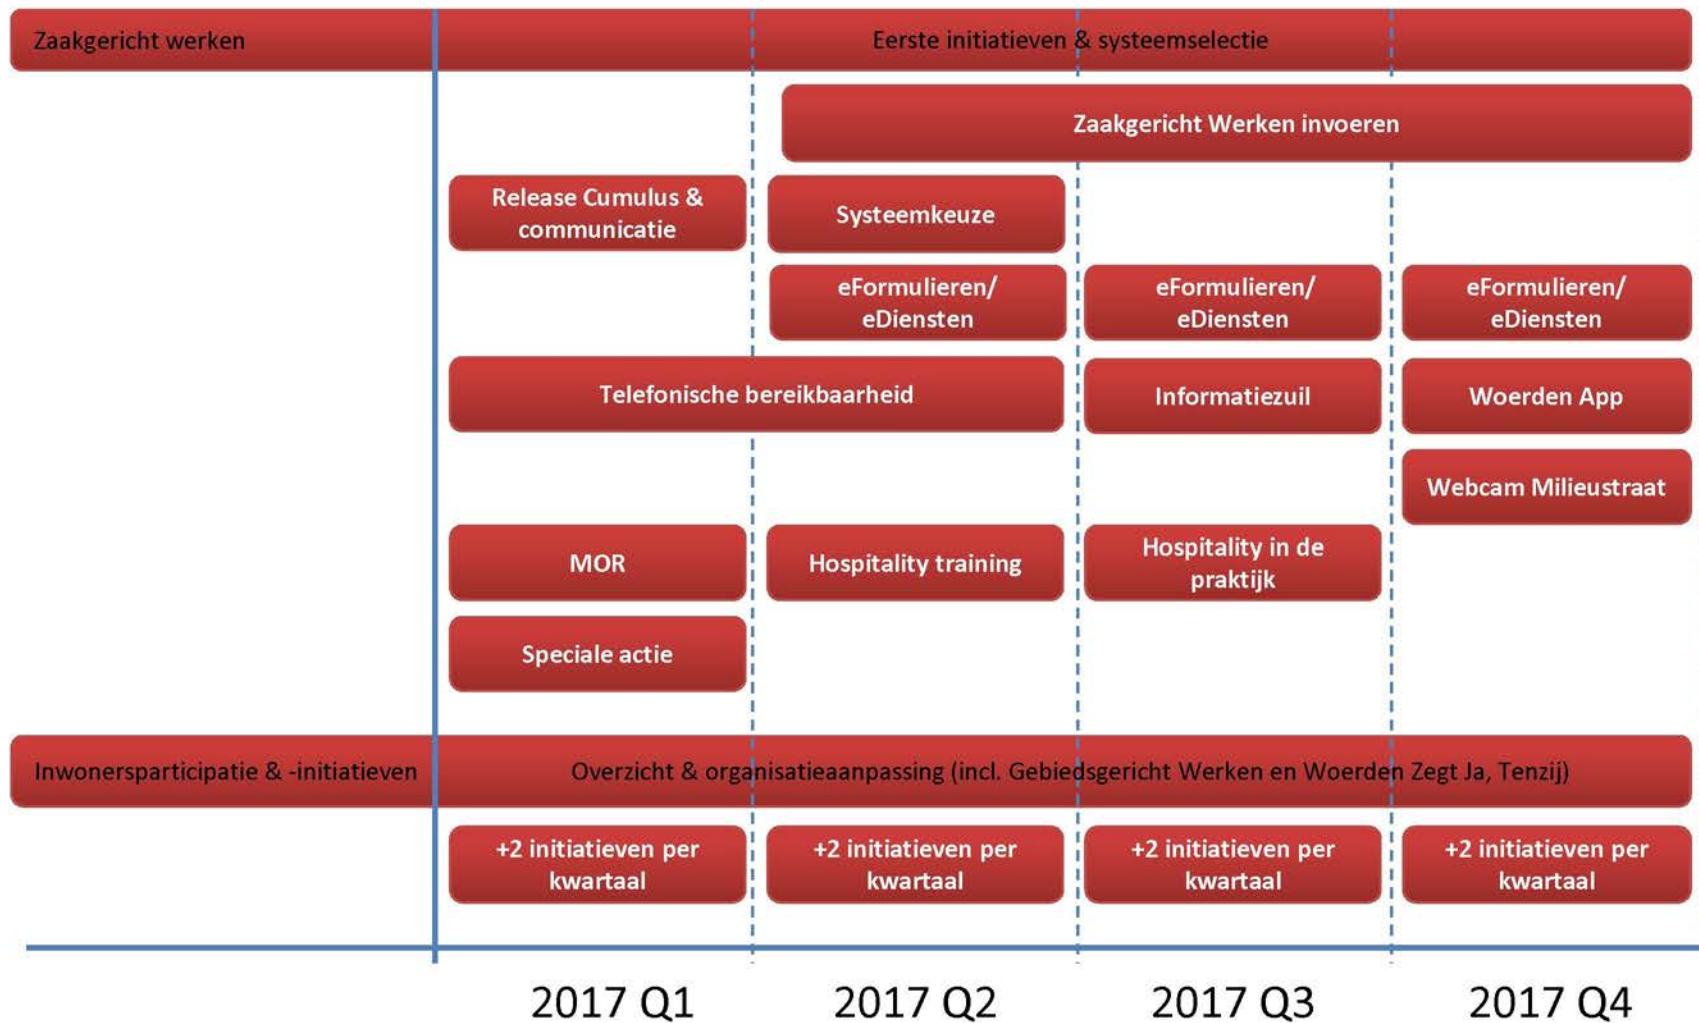 Zaakgericht werken
Eerste initiatieven & systeemselectie
Zaakgericht Werken invoeren
Release Cumulus &
communicatie
Systeemkeuze
eFormulieren/
eDiensten
eFormulieren/
eDiensten
eFormulieren/
eDiensten
Telefonische bereikbaarheid
Informatiezuil
Woerden App
Webcam Milieustraat
MOR
Hospitality training
Hospitality in de
praktijk
Speciale actie
Inwonersparticipatie & -initiatieven
Overzicht & organisatieaanpassing (incl. Gebiedsgericht Werken en Woerden Zegt Ja, Tenzij)
+2 initiatieven per
kwartaal
+2 initiatieven per
kwartaal
+2 initiatieven per
kwartaal
+2 initiatieven per
kwartaal
2017 Q1
2017 Q2
2017 Q3
2017 Q4